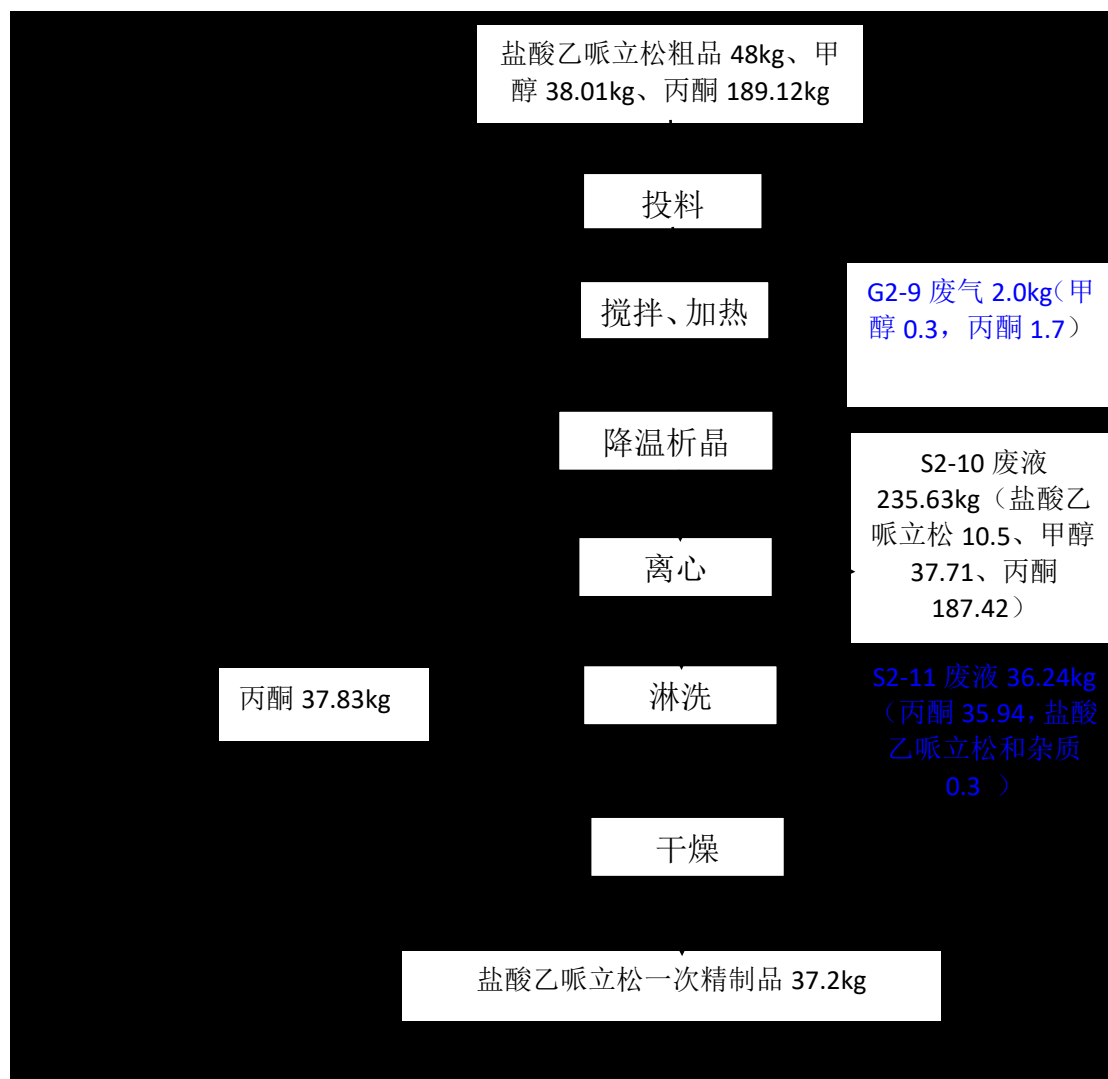 盐酸乙哌立松粗品 48kg、甲
醇 38.01kg、丙酮 189.12kg
投料
搅拌、加热
G2-9 废气 2.0kg（甲
醇 0.3，丙酮 1.7）
降温析晶
S2-10 废液
235.63kg（盐酸乙
哌立松 10.5、甲醇
37.71、丙酮
187.42）
离心
丙酮 37.83kg
淋洗
S2-11 废液 36.24kg
（丙酮 35.94，盐酸
乙哌立松和杂质
0.3 ）
干燥
盐酸乙哌立松一次精制品 37.2kg